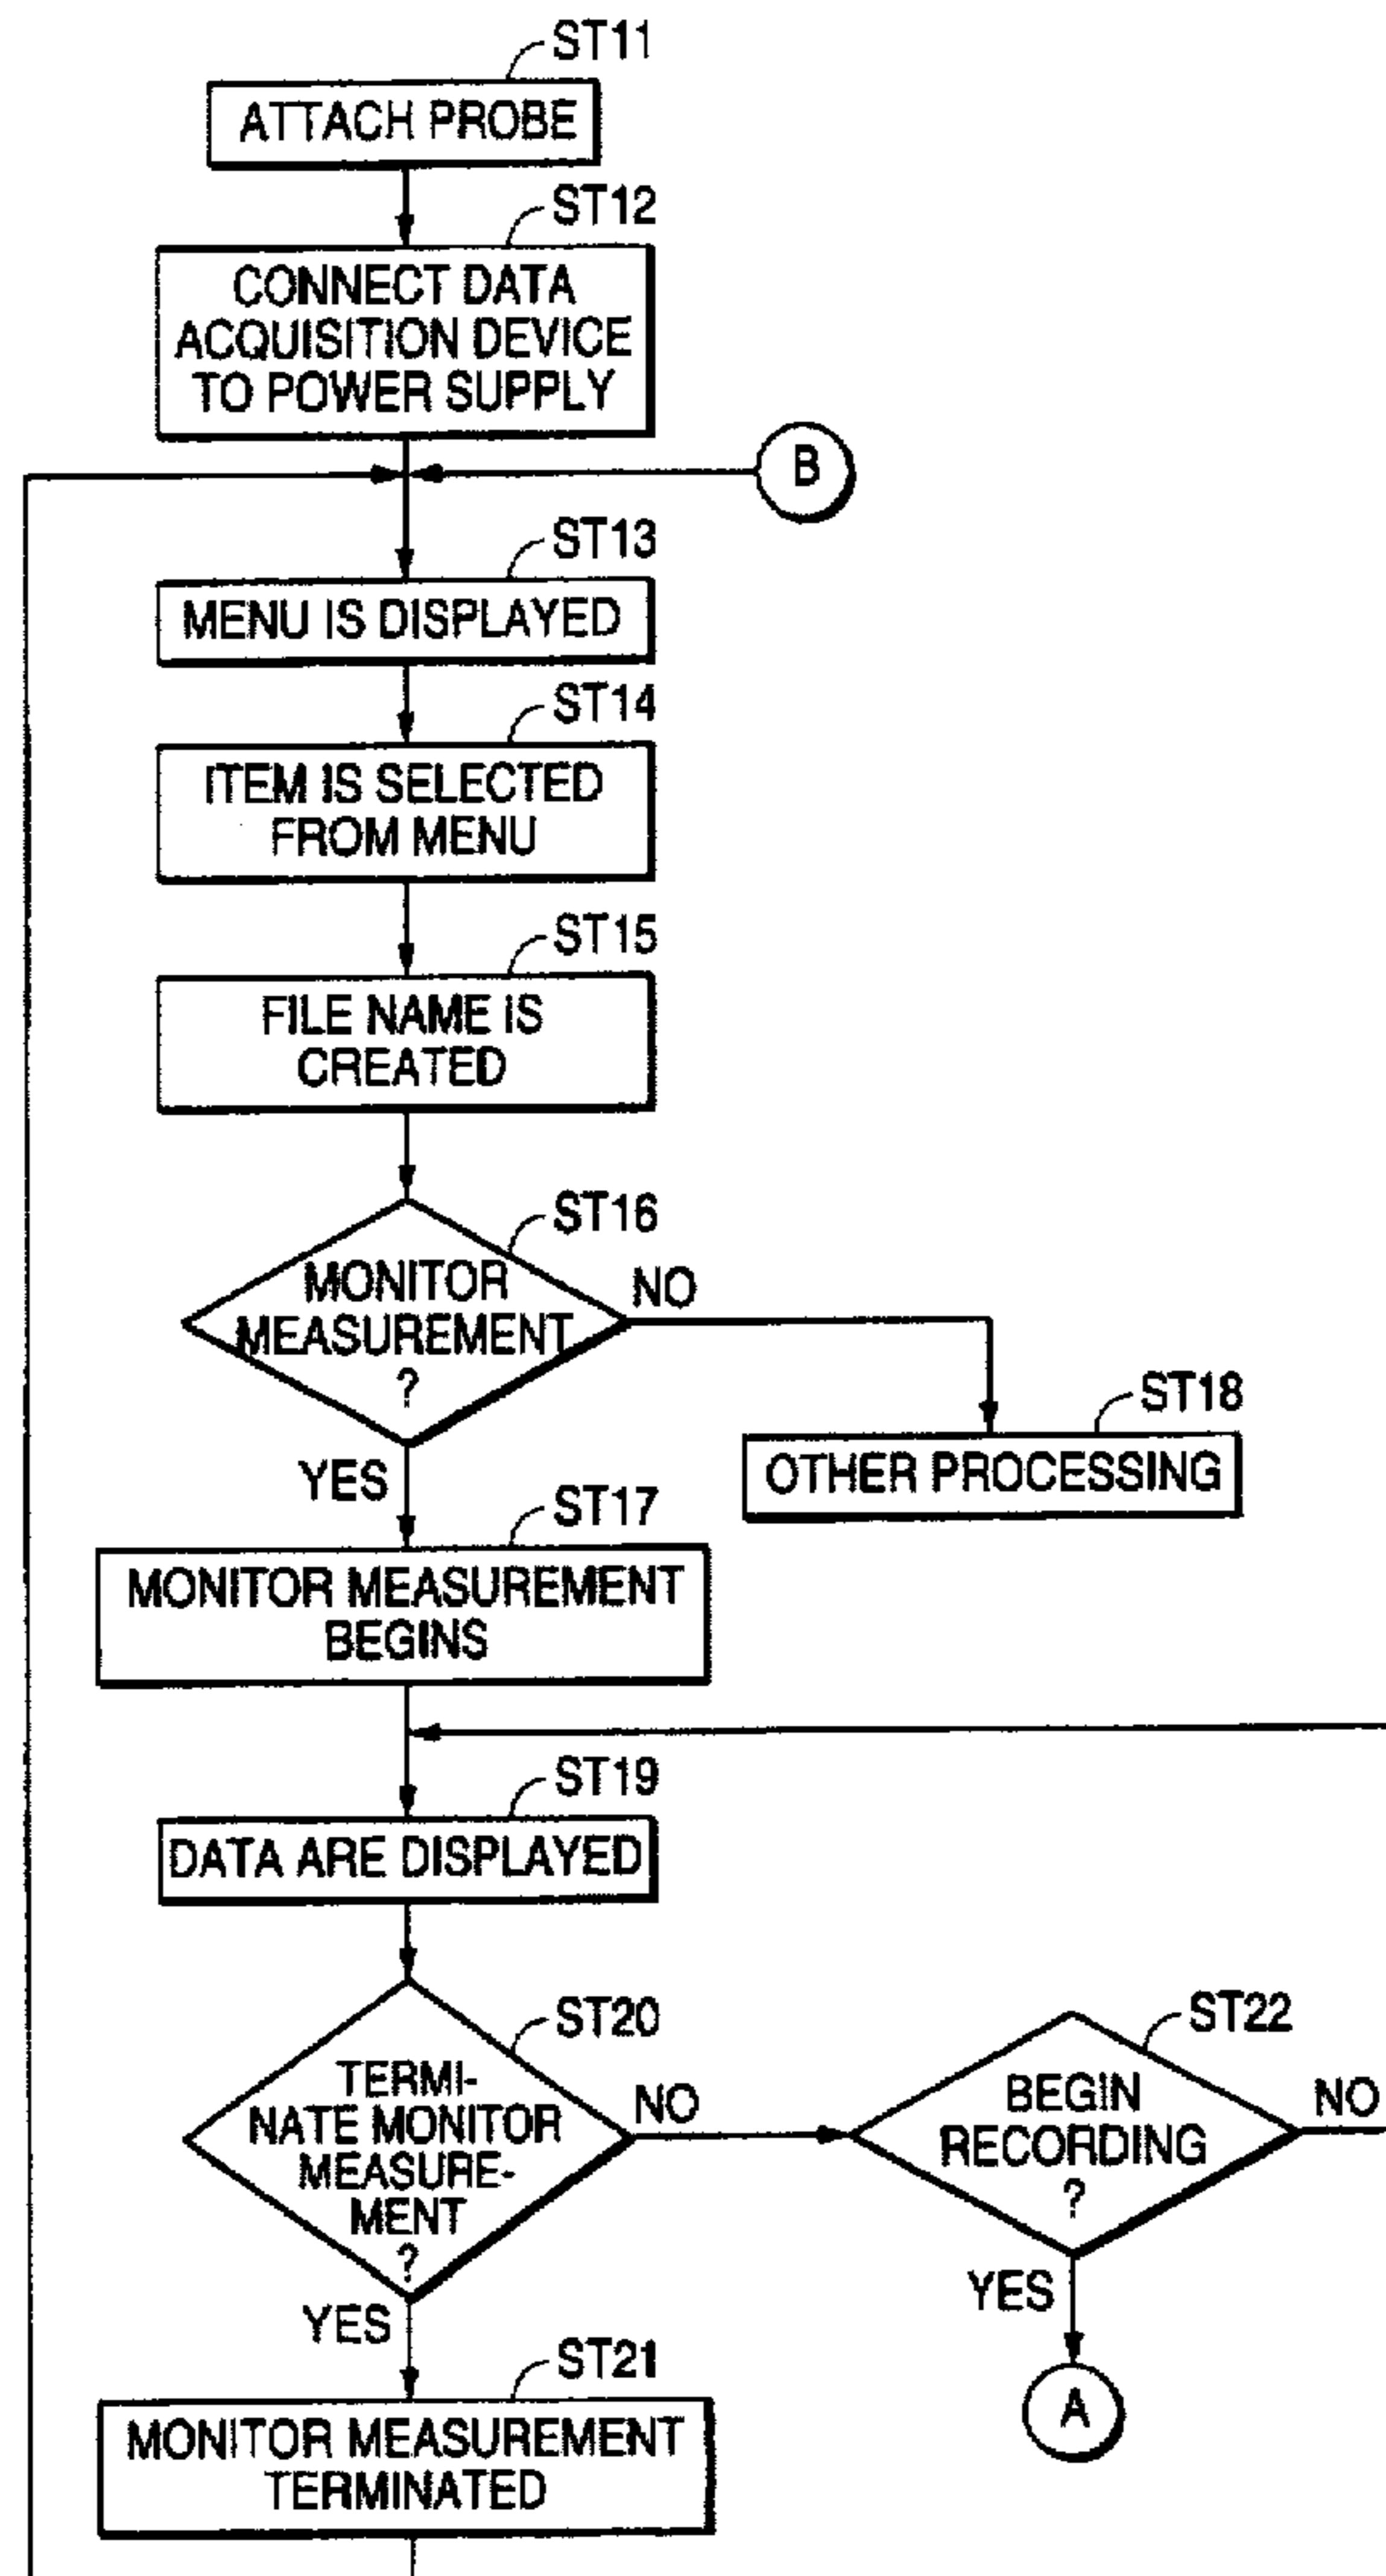 ST11
ATTACH PROBE
ST12
CONNECT DATA
ACQUISITION DEVICE
TO POWER SUPPLY
B
ST13
MENU IS DISPLAYED
ST14
ITEM IS SELECTED
FROM MENU
ST15
FILE NAME IS
CREATED
ST16
MONITOR
MEASUREMENT
?
NO
YES
ST18
OTHER PROCESSING
ST17
MONITOR MEASUREMENT
BEGINS
ST19
DATA ARE DISPLAYED
ST20
TERMI-
NATE MONITOR
MEASURE-
MENT
?
NO
YES
ST22
BEGIN
RECORDING
?
NO
YES
A
ST21
MONITOR MEASUREMENT
TERMINATED